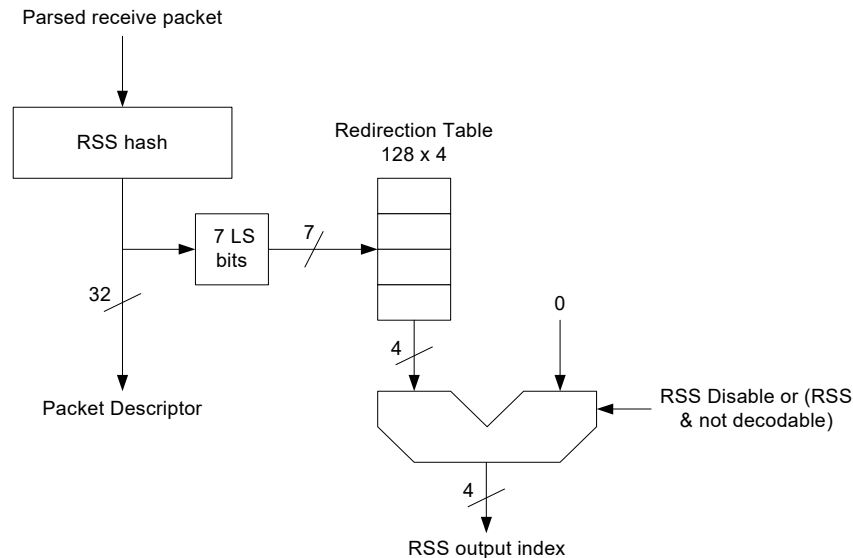 Parsed receive packet
RSS hash
Redirection Table
128 x 4
7 LS
bits
7
32
0
4
Packet Descriptor
RSS Disable or (RSS
& not decodable)
4
RSS output index